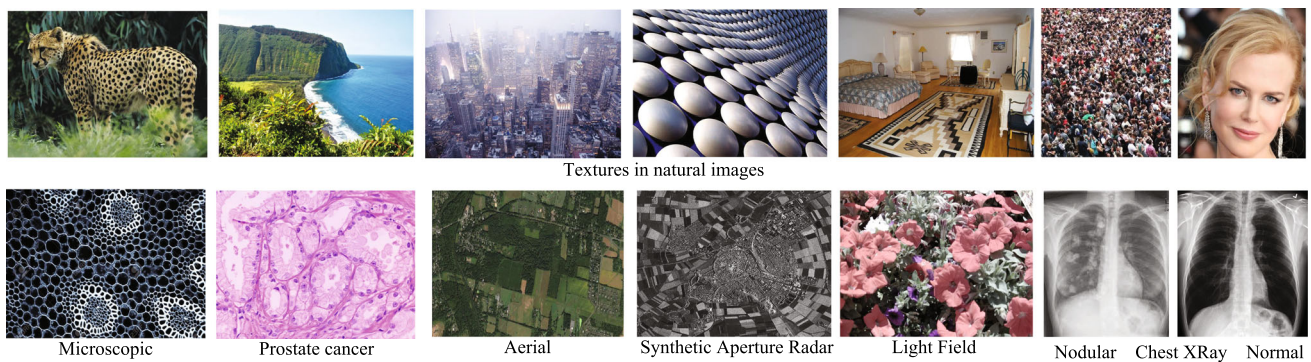 Textures in natural images
Microscopic
Prostate cancer
Aerial
Synthetic Aperture Radar
Light Field
Nodular Chest XRay Normal